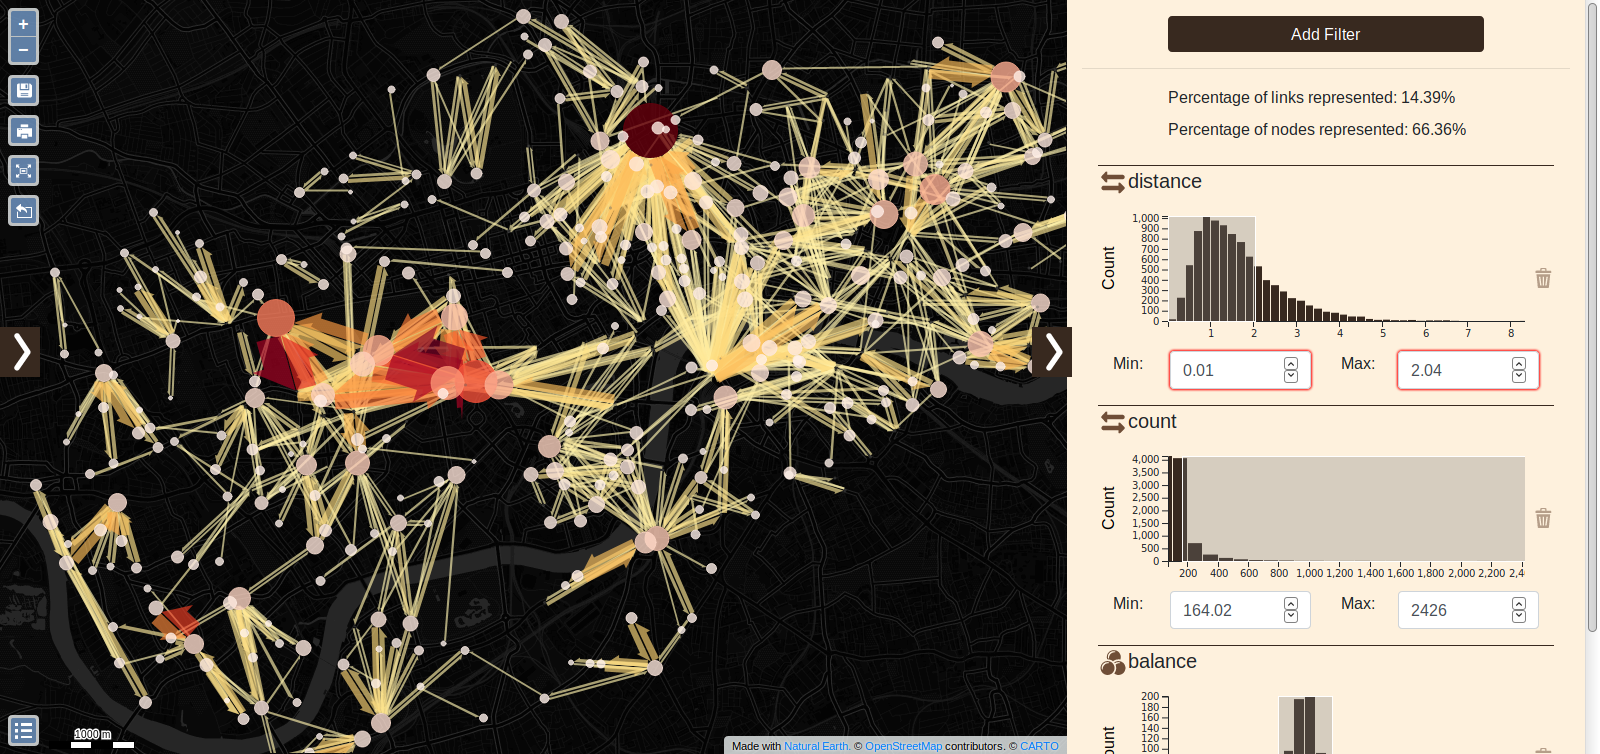 +
−
1000 m
Made with Natural Earth. © OpenStreetMap contributors. © CARTO
Add Filter
Percentage of links represented: 14.39%
Percentage of nodes represented: 66.36%
distance
Count
1,000
900
800
700
600
500
400
300
200
100
0
1 2 3 4 5 6 7 8
Min: 0.01 Max: 2.04
count
Count
4,000
3,500
3,000
2,500
2,000
1,500
1,000
500
0
200 400 600 800 1,000 1,200 1,400 1,600 1,800 2,000 2,200 2,4
Min: 164.02 Max: 2426
balance
200
180
160
140
120
100
ount